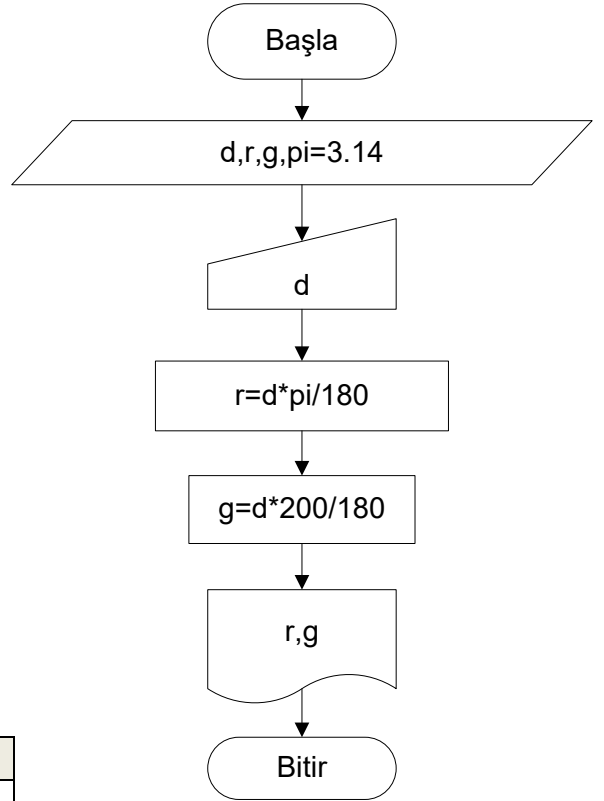 Başla
d,r,g,pi=3.14
d
r=d*pi/180
g=d*200/180
r,g
Bitir